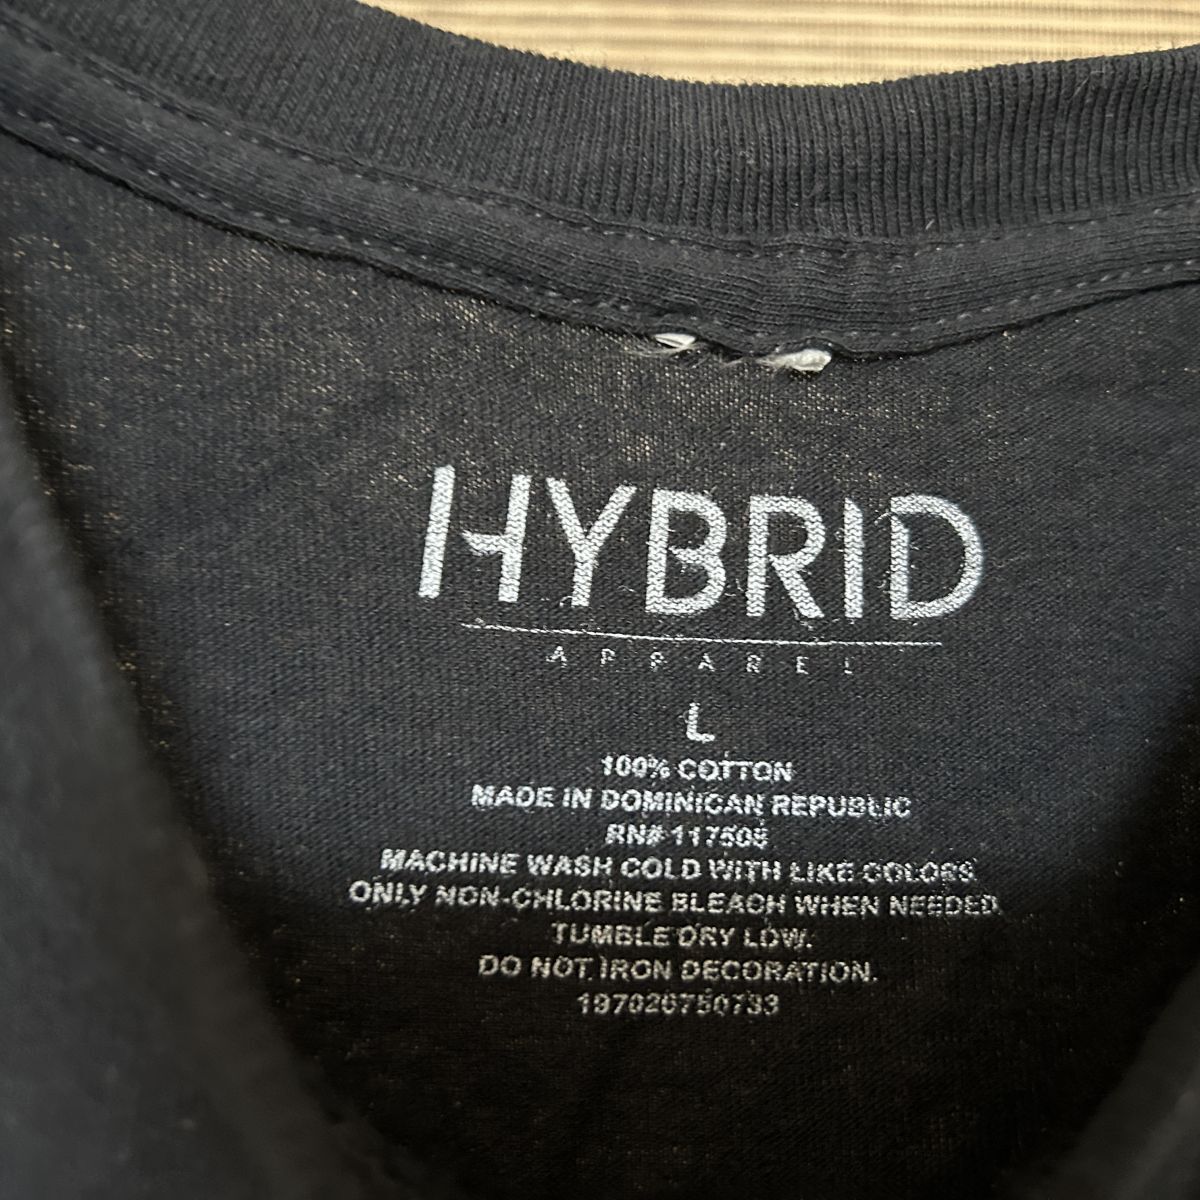 HYBRID
APPAREL
L
100% COTTON
MADE IN DOMINICAN REPUBLIC
RN# 117508
MACHINE WASH COLD WITH LIKE COLORS
ONLY NON-CHLORINE BLEACH WHEN NEEDED.
TUMBLE DRY LOW.
DO NOT IRON DECORATION.
197026750733